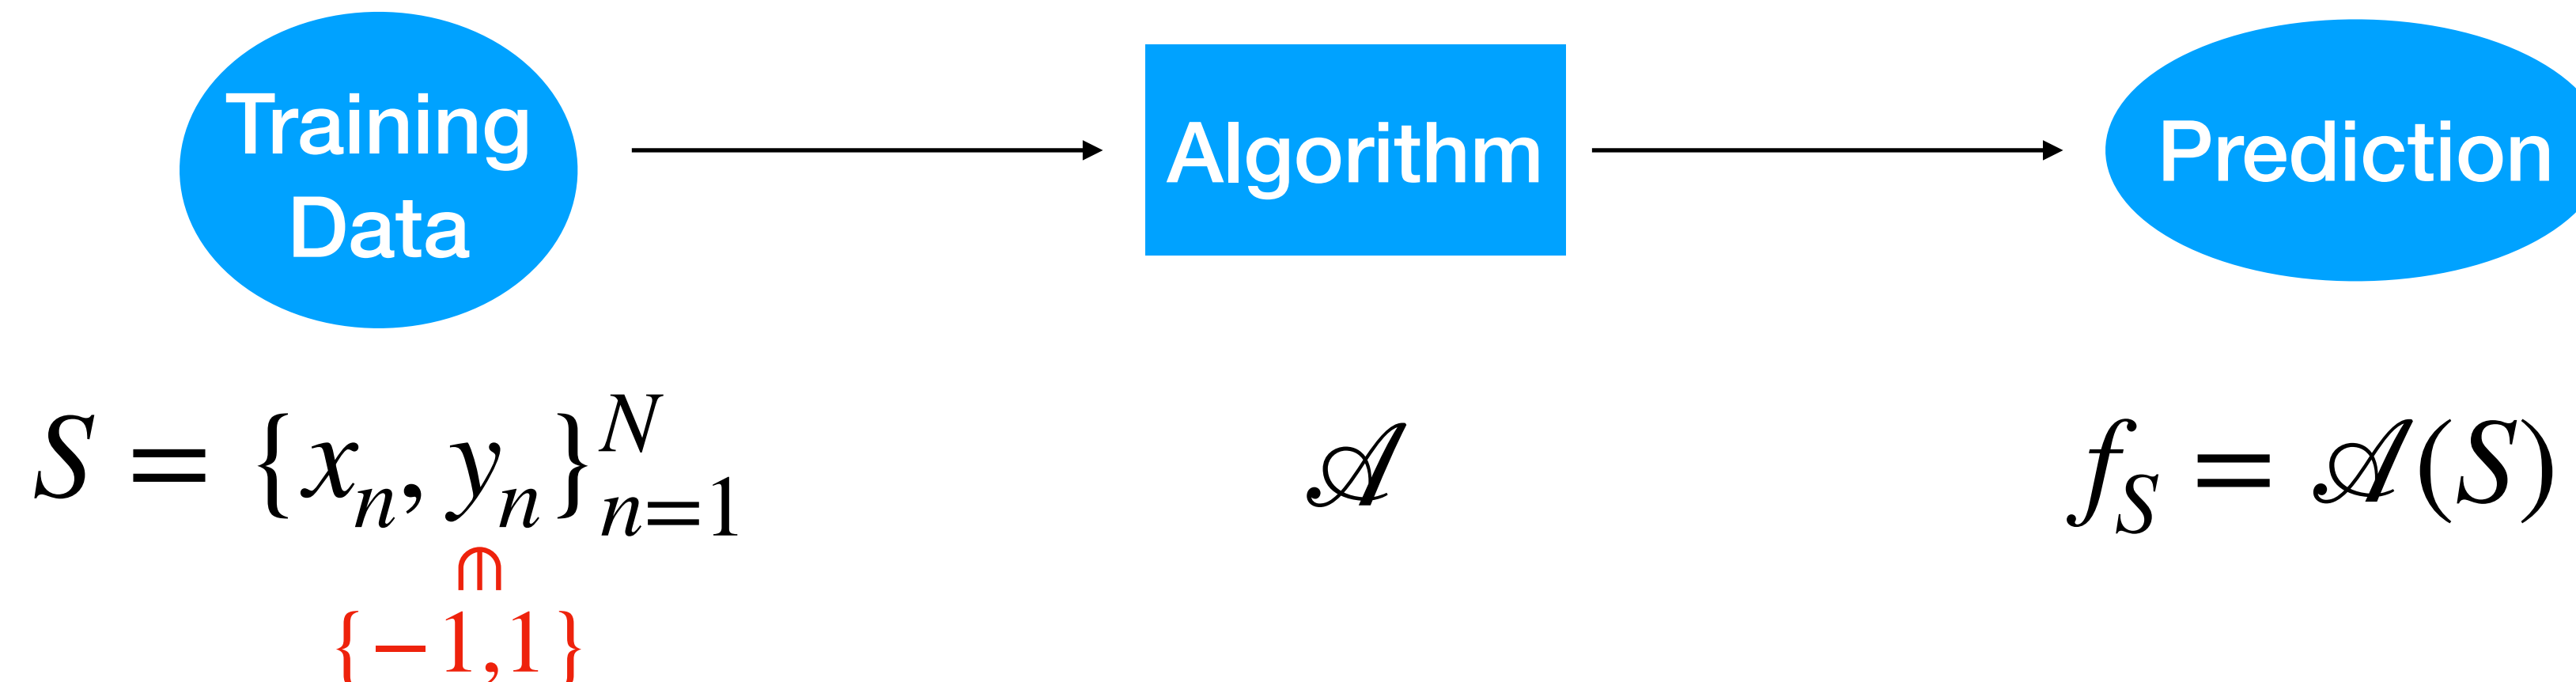 Training
Data
Algorithm
Prediction
S = {x_n, y_n}_{n=1}^N
𝒜
f_S = 𝒜(S)
∈
{−1,1}